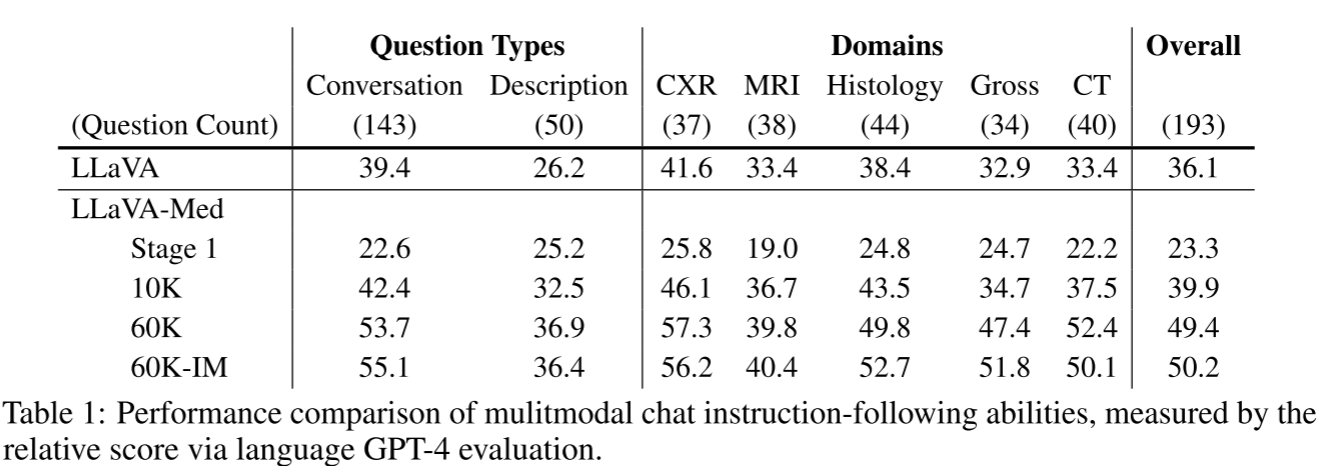 Question Types Domains Overall
Conversation Description CXR MRI Histology Gross CT
(Question Count) (143) (50) (37) (38) (44) (34) (40) (193)
LLaVA 39.4 26.2 41.6 33.4 38.4 32.9 33.4 36.1
LLaVA-Med
Stage 1 22.6 25.2 25.8 19.0 24.8 24.7 22.2 23.3
10K 42.4 32.5 46.1 36.7 43.5 34.7 37.5 39.9
60K 53.7 36.9 57.3 39.8 49.8 47.4 52.4 49.4
60K-IM 55.1 36.4 56.2 40.4 52.7 51.8 50.1 50.2
Table 1: Performance comparison of mulitmodal chat instruction-following abilities, measured by the
relative score via language GPT-4 evaluation.